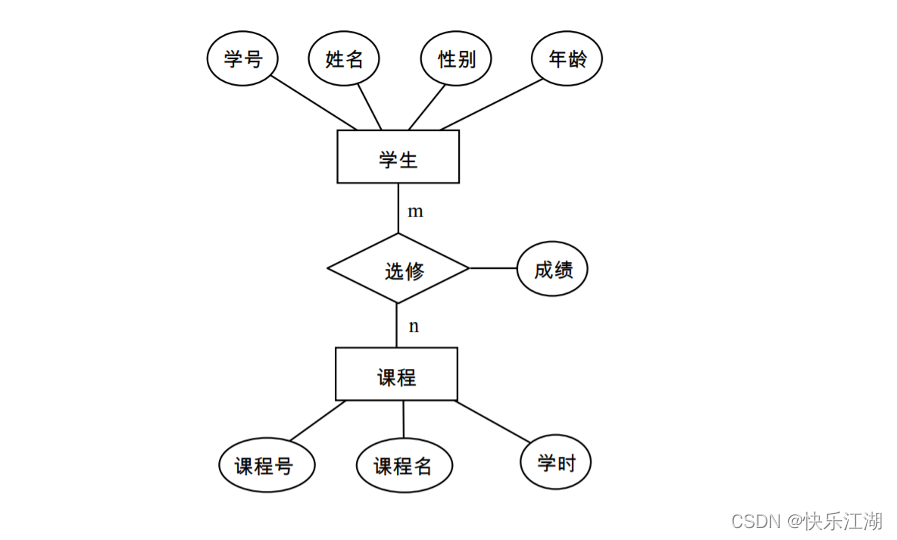 学号 姓名 性别 年龄
学生
m
选修 成绩
n
课程
课程号 课程名 学时
CSDN @快乐江湖